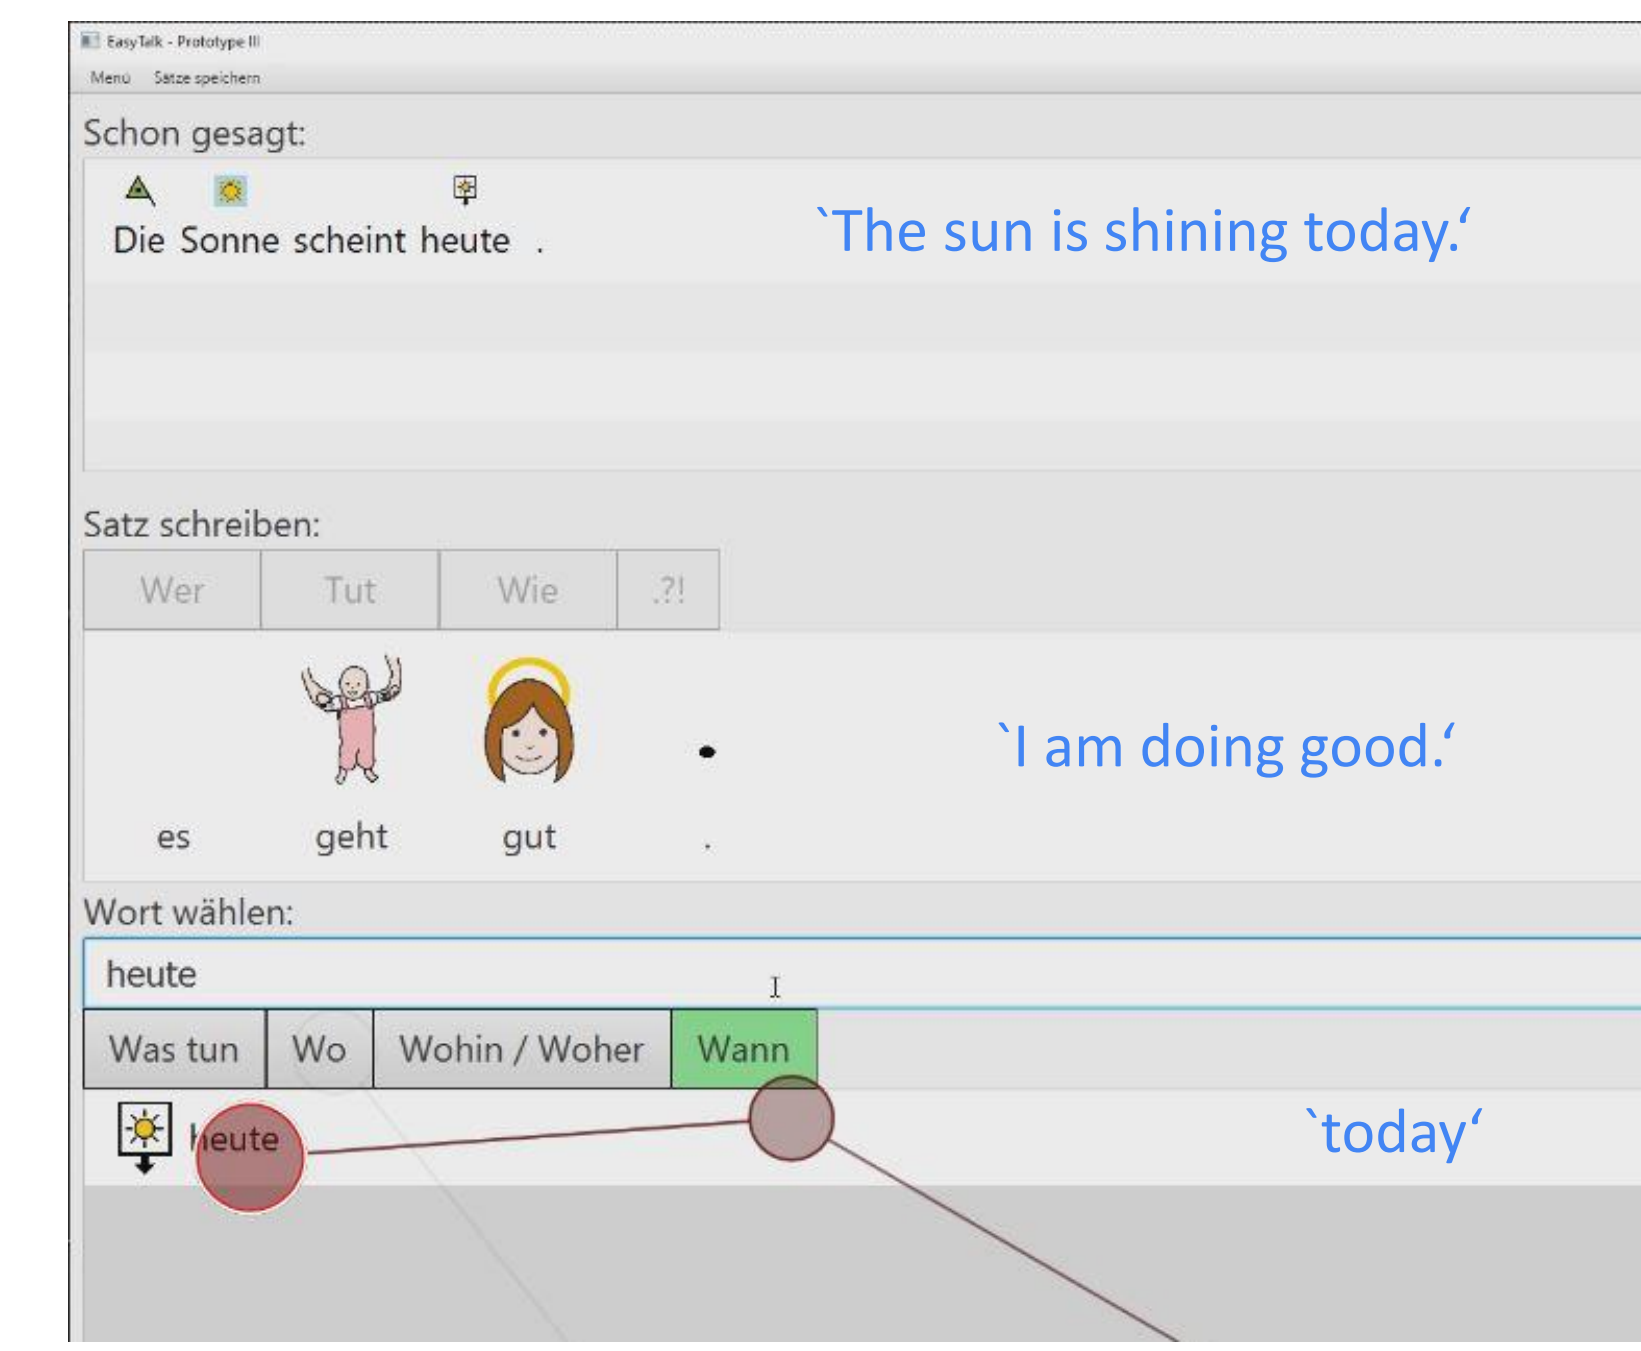 EasyTalk - Prototype III
Menü Sätze speichern
Schon gesagt:
Die Sonne scheint heute .
`The sun is shining today.‘
Satz schreiben:
Wer Tut Wie .?!
`I am doing good.‘
es geht gut .
Wort wählen:
heute
Was tun Wo Wohin / Woher Wann
heute
`today‘